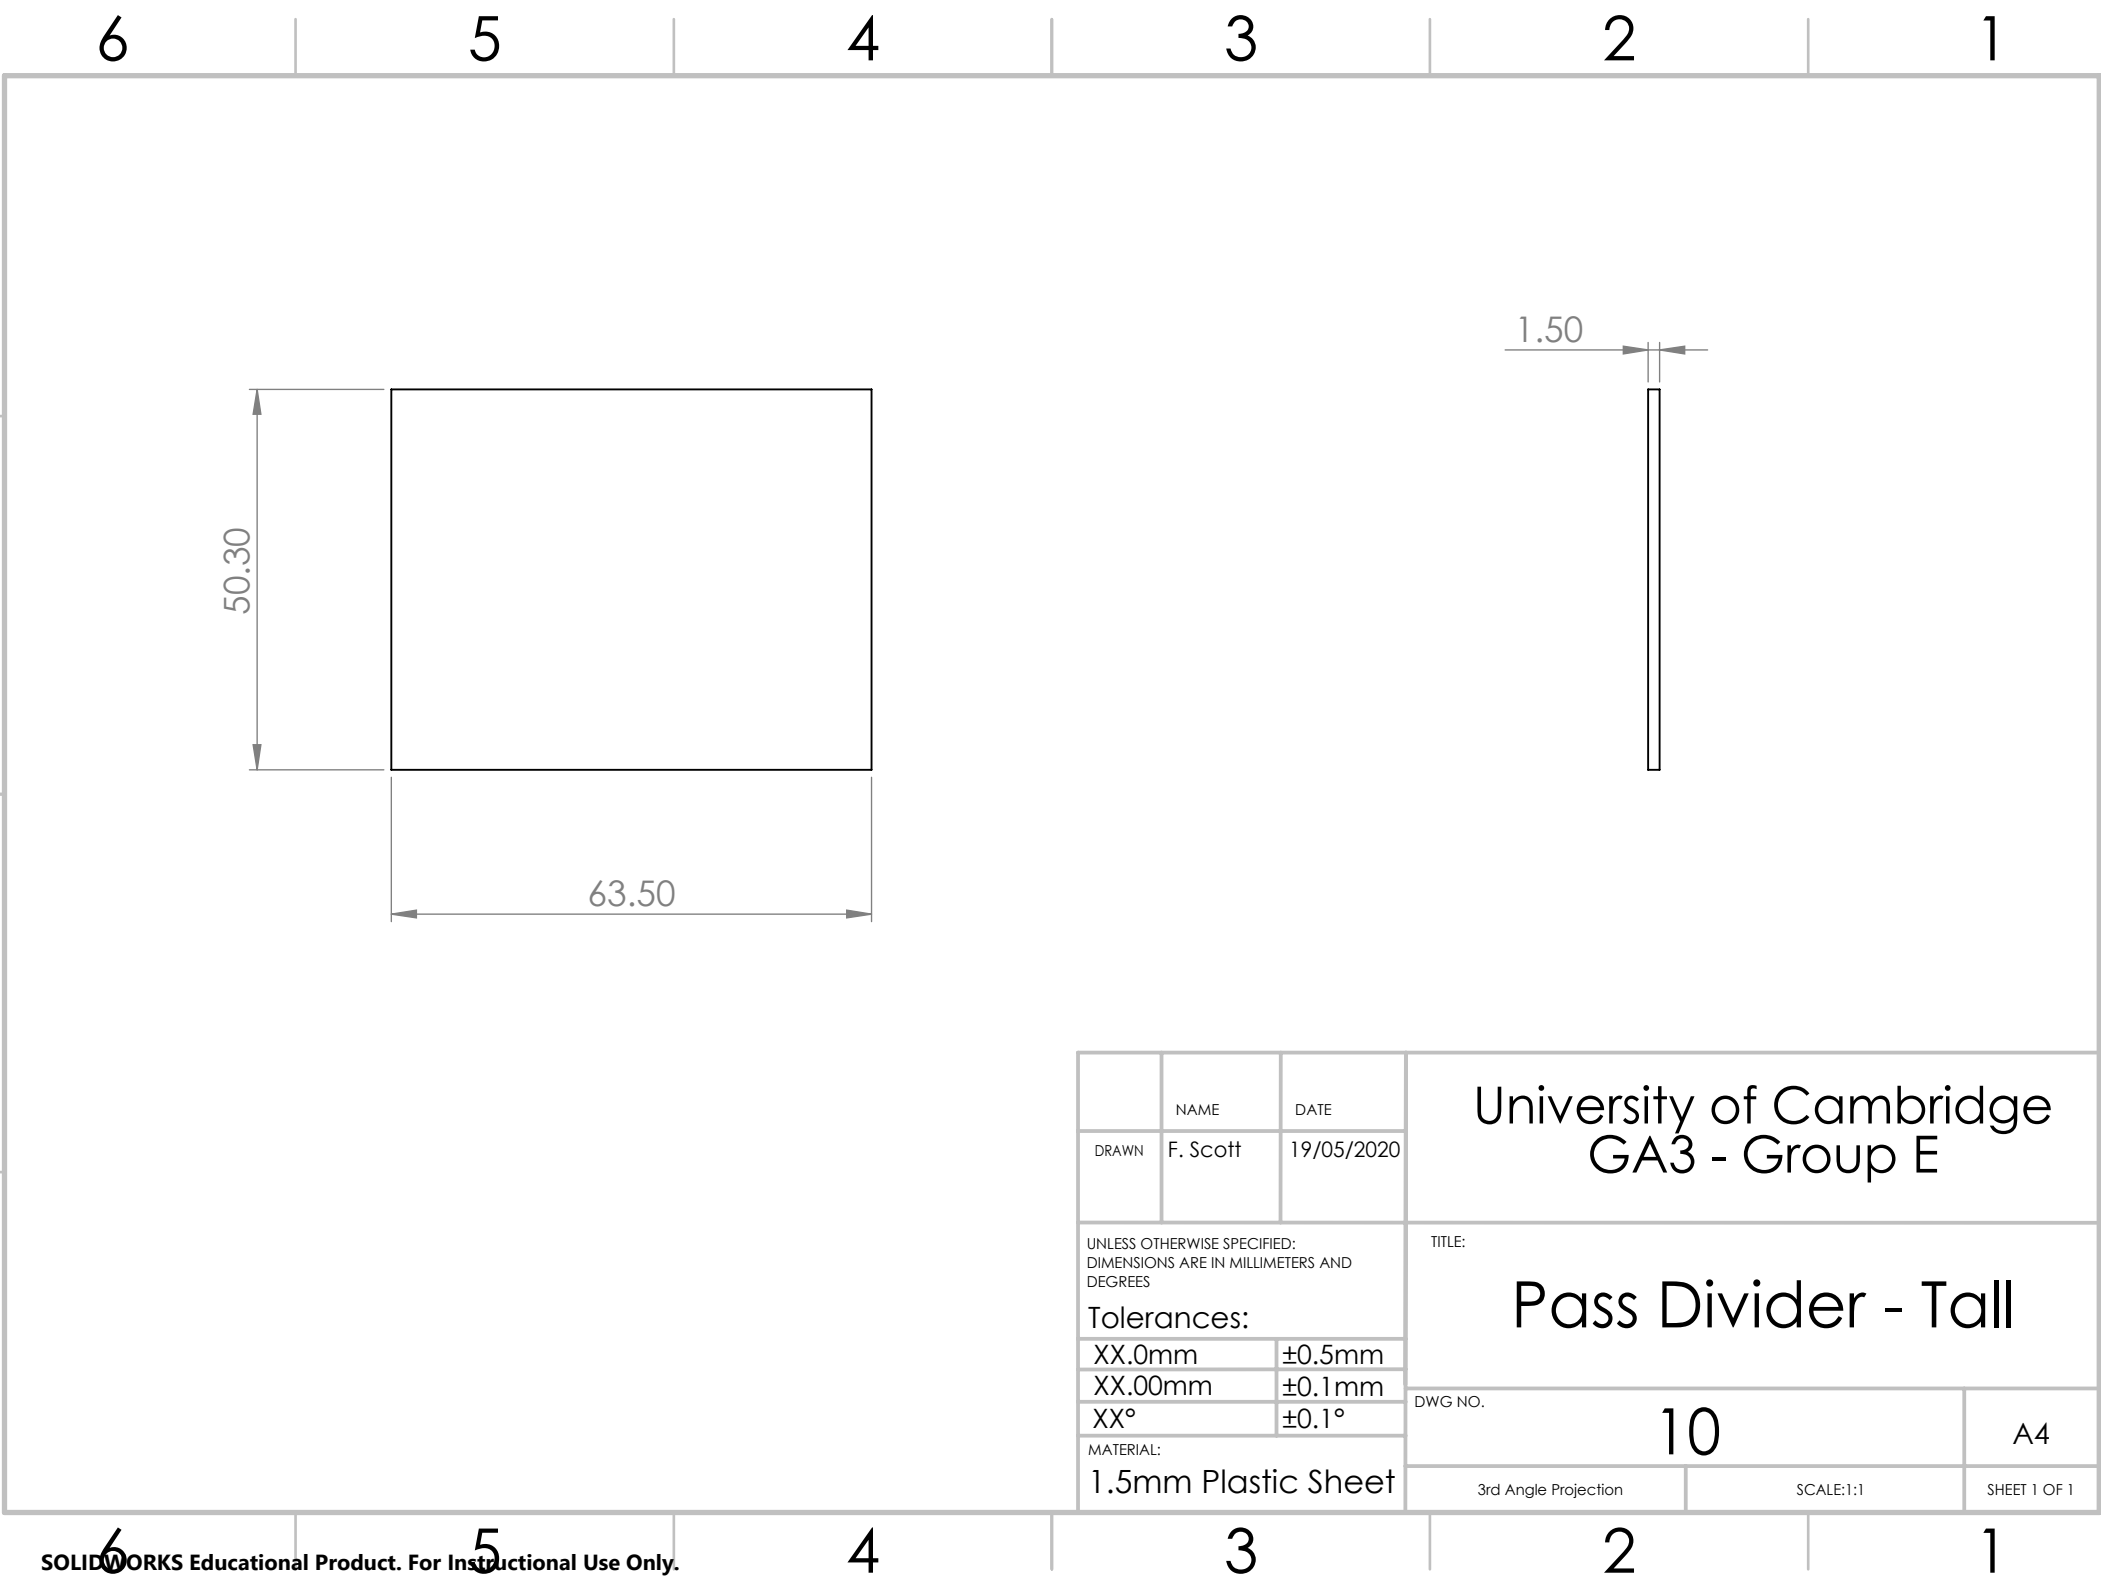 6 5 4 3 2 1
1.50
50.30
63.50
NAME DATE
DRAWN F. Scott 19/05/2020
University of Cambridge
GA3 - Group E
UNLESS OTHERWISE SPECIFIED:
DIMENSIONS ARE IN MILLIMETERS AND
DEGREES
Tolerances:
XX.0mm ±0.5mm
XX.00mm ±0.1mm
XX° ±0.1°
MATERIAL:
1.5mm Plastic Sheet
TITLE:
Pass Divider - Tall
DWG NO.
10
A4
3rd Angle Projection SCALE:1:1 SHEET 1 OF 1
6 5 4 3 2 1
SOLIDWORKS Educational Product. For Instructional Use Only.